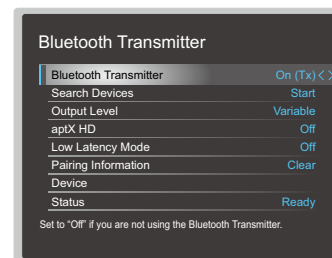 Bluetooth Transmitter
Bluetooth Transmitter On (Tx) < >
Search Devices Start
Output Level Variable
aptX HD Off
Low Latency Mode Off
Pairing Information Clear
Device
Status Ready
Set to "Off" if you are not using the Bluetooth Transmitter.